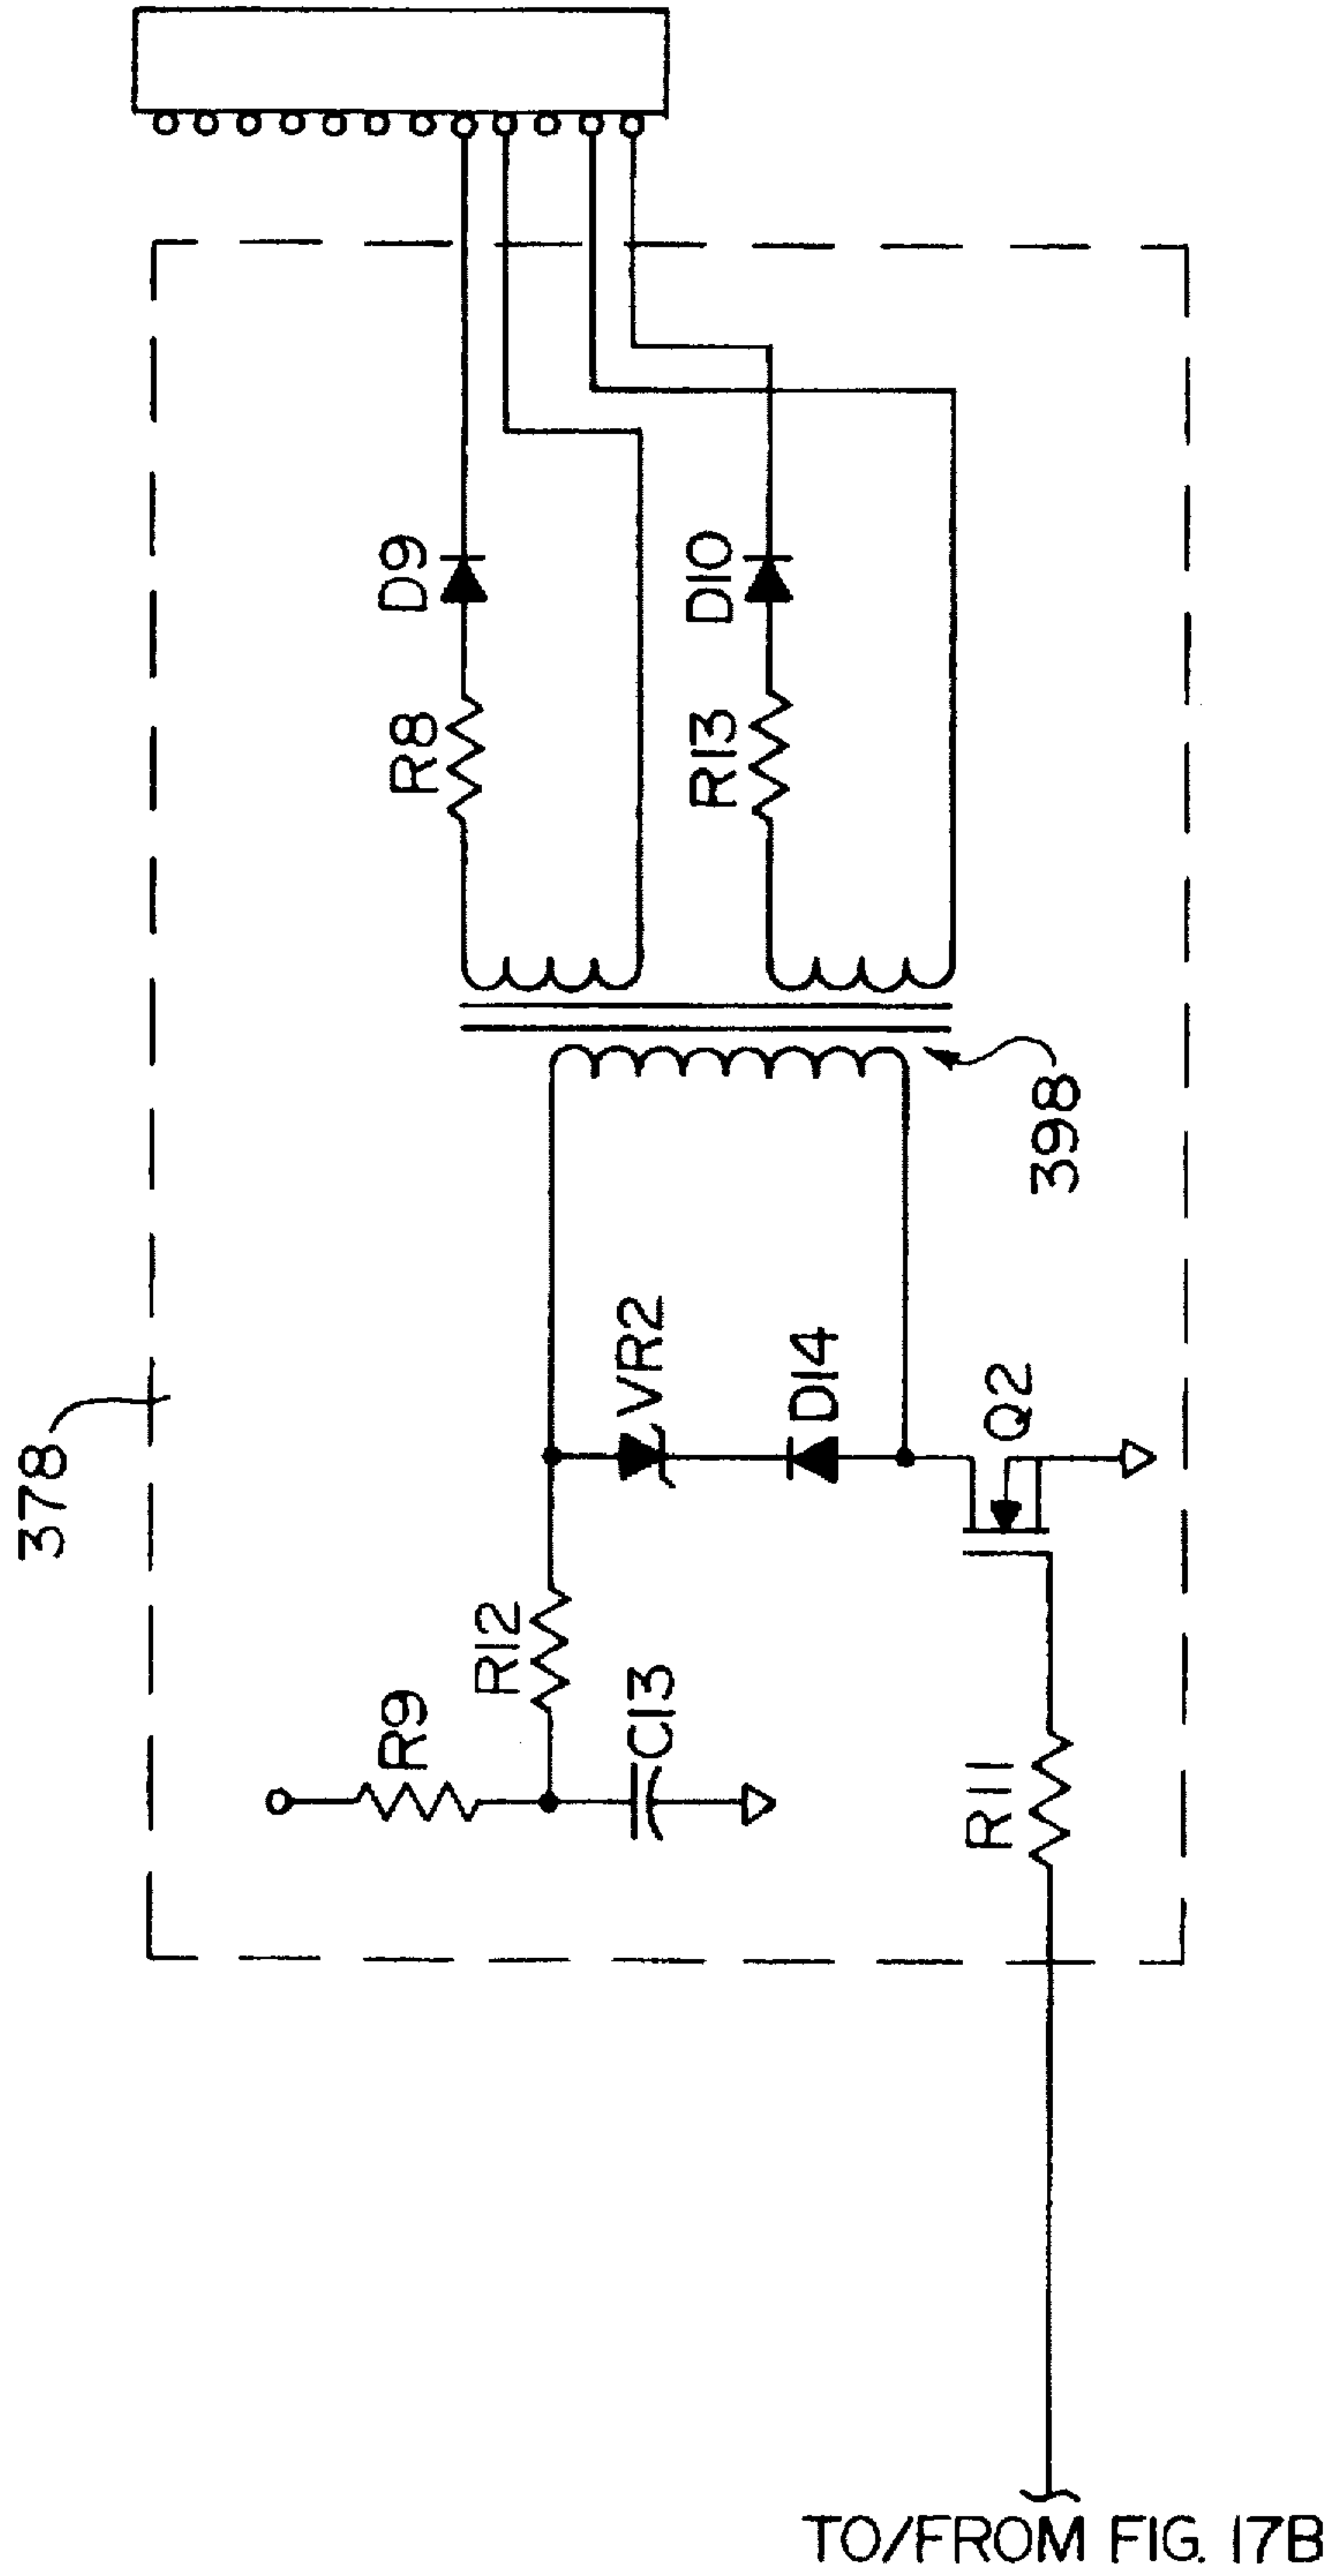 D9
D10
R8
R13
398
378
VR2
D14
Q2
R12
R9
C13
R11
TO/FROM FIG. 17B